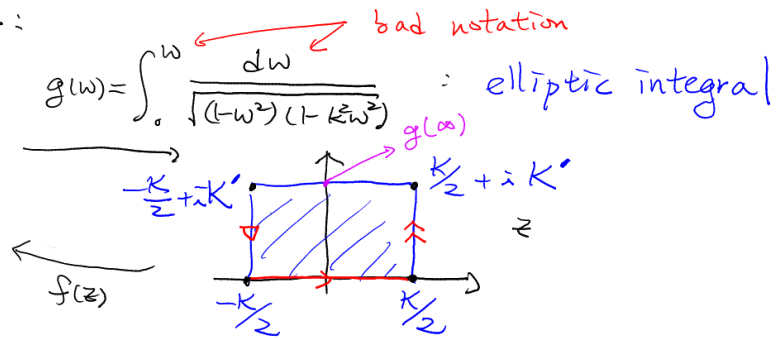 ∴
bad notation
g(w) = ∫₀^w dw / √((1-w²)(1-k²w²)) : elliptic integral
g(∞)
-K/2 + iK' K/2 + iK'
z
f(z)
-K/2 K/2